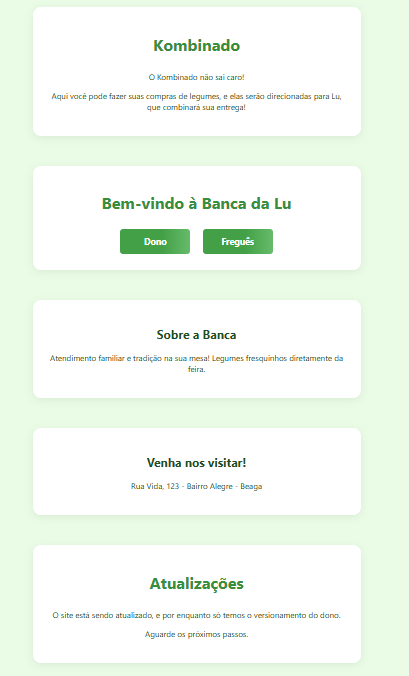 Kombinado
O Kombinado não sai caro!
Aqui você pode fazer suas compras de legumes, e elas serão direcionadas para Lu,
que combinará sua entrega!
Bem-vindo à Banca da Lu
Dono
Freguês
Sobre a Banca
Atendimento familiar e tradição na sua mesa! Legumes fresquinhos diretamente da
feira.
Venha nos visitar!
Rua Vida, 123 - Bairro Alegre - Beaga
Atualizações
O site está sendo atualizado, e por enquanto só temos o versionamento do dono.
Aguarde os próximos passos.